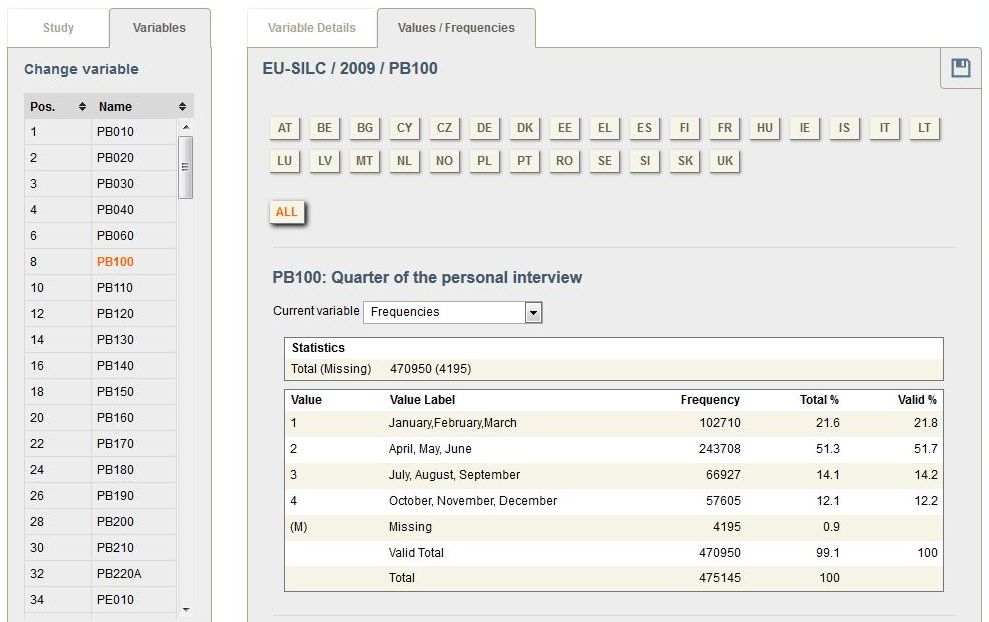 Study Variables
Change variable
Pos. Name
1 PB010
2 PB020
3 PB030
4 PB040
6 PB060
8 PB100
10 PB110
12 PB120
14 PB130
16 PB140
18 PB150
20 PB160
22 PB170
24 PB180
26 PB190
28 PB200
30 PB210
32 PB220A
34 PE010
Variable Details Values / Frequencies
EU-SILC / 2009 / PB100
AT BE BG CY CZ DE DK EE EL ES FI FR HU IE IS IT LT
LU LV MT NL NO PL PT RO SE SI SK UK
ALL
PB100: Quarter of the personal interview
Current variable Frequencies
Statistics
Total (Missing) 470950 (4195)
Value Value Label Frequency Total % Valid %
1 January,February,March 102710 21.6 21.8
2 April, May, June 243708 51.3 51.7
3 July, August, September 66927 14.1 14.2
4 October, November, December 57605 12.1 12.2
(M) Missing 4195 0.9
Valid Total 470950 99.1 100
Total 475145 100